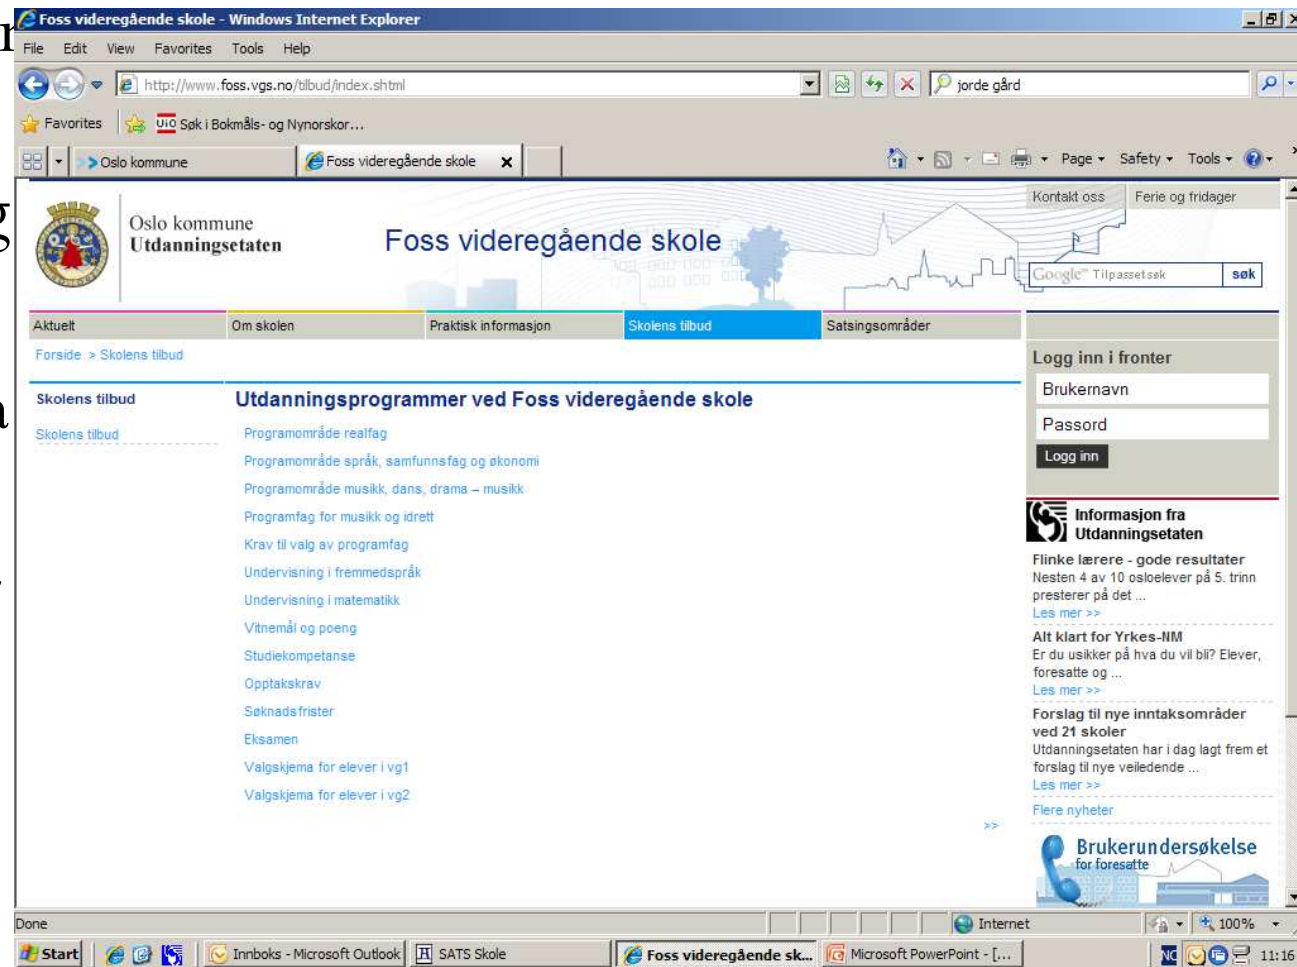 Foss videregående skole - Windows Internet Explorer
File Edit View Favorites Tools Help
http://www.foss.vgs.no/tilbud/index.shtml
jorde gård
Favorites
UiO Søk i Bokmåls- og Nynorskor...
Oslo kommune
Foss videregående skole
Page
Safety
Tools
Oslo kommune
Utdanningsetaten
Foss videregående skole
Kontakt oss
Ferie og fridager
Google™ Tilpasset søk
søk
Aktuelt
Om skolen
Praktisk informasjon
Skolens tilbud
Satsingsområder
Forside > Skolens tilbud
Skolens tilbud
Skolens tilbud
Utdanningsprogrammer ved Foss videregående skole
Programområde realfag
Programområde språk, samfunnsfag og økonomi
Programområde musikk, dans, drama – musikk
Programfag for musikk og idrett
Krav til valg av programfag
Undervisning i fremmedspråk
Undervisning i matematikk
Vitnemål og poeng
Studiekompetanse
Opptakskrav
Søknadsfrister
Eksamen
Valgskjema for elever i vg1
Valgskjema for elever i vg2
>>
Logg inn i fronter
Brukernavn
Passord
Logg inn
Informasjon fra
Utdanningsetaten
Flinke lærere - gode resultater
Nesten 4 av 10 osloelever på 5. trinn
presterer på det ...
Les mer >>
Alt klart for Yrkes-NM
Er du usikker på hva du vil bli? Elever,
foresatte og ...
Les mer >>
Forslag til nye inntaksområder
ved 21 skoler
Utdanningsetaten har i dag lagt frem et
forslag til nye veiledende ...
Les mer >>
Flere nyheter
Brukerundersøkelse
for foresatte
Done
Internet
100%
Start
Innboks - Microsoft Outlook
SATS Skole
Foss videregående sk...
Microsoft PowerPoint - [...
11:16